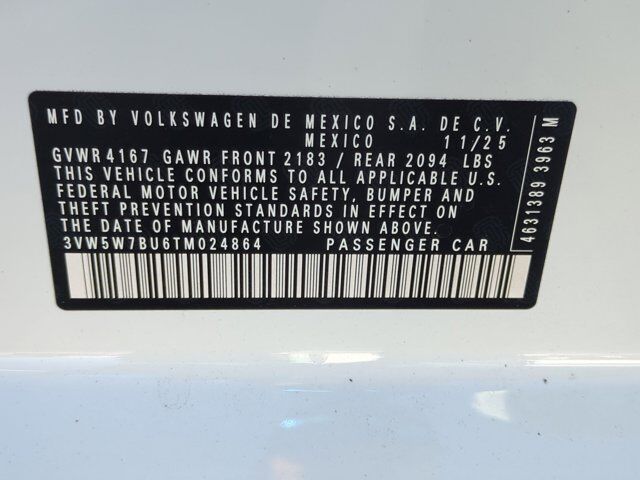 MFD BY VOLKSWAGEN DE MEXICO S.A. DE C.V.
MEXICO 11/25
GVWR 4167 GAWR FRONT 2183 / REAR 2094 LBS
THIS VEHICLE CONFORMS TO ALL APPLICABLE U.S.
FEDERAL MOTOR VEHICLE SAFETY, BUMPER AND
THEFT PREVENTION STANDARDS IN EFFECT ON
THE DATE OF MANUFACTURE SHOWN ABOVE.
3VW5W7BU6TM024864 PASSENGER CAR
4631389 3963 M